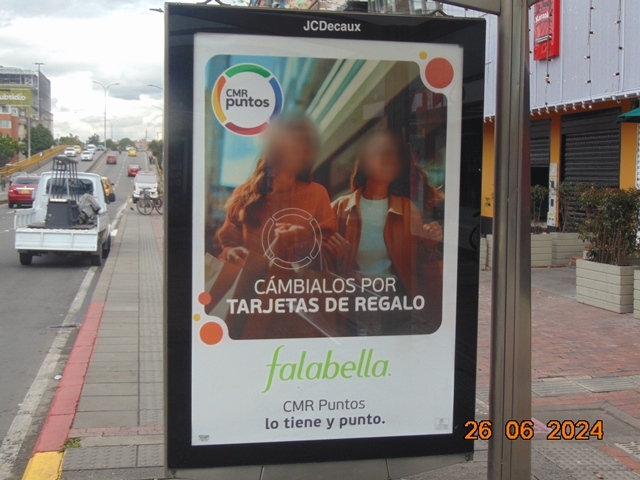 JCDecaux
CMR
puntos
CÁMBIALOS POR
TARJETAS DE REGALO
falabella.
CMR Puntos
lo tiene y punto.
26 06 2024